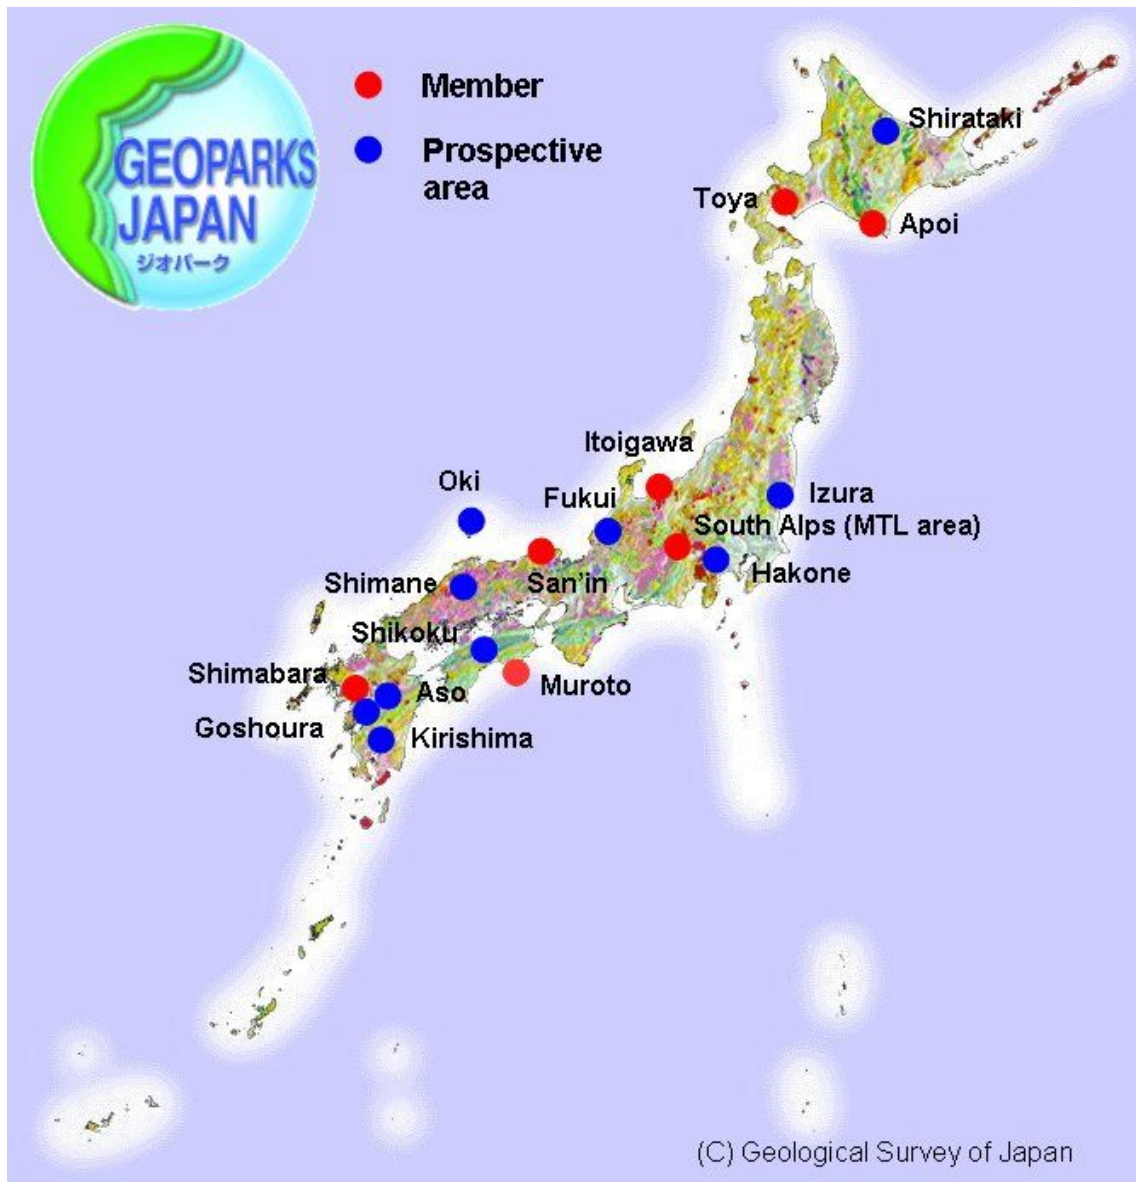 GEOPARKS
JAPAN
ジオパーク
Member
Prospective
area
Shirataki
Toya
Apoi
Itoigawa
Oki
Fukui
Izura
South Alps (MTL area)
Hakone
Shimane
San'in
Shikoku
Shimabara
Aso
Muroto
Goshoura
Kirishima
(C) Geological Survey of Japan